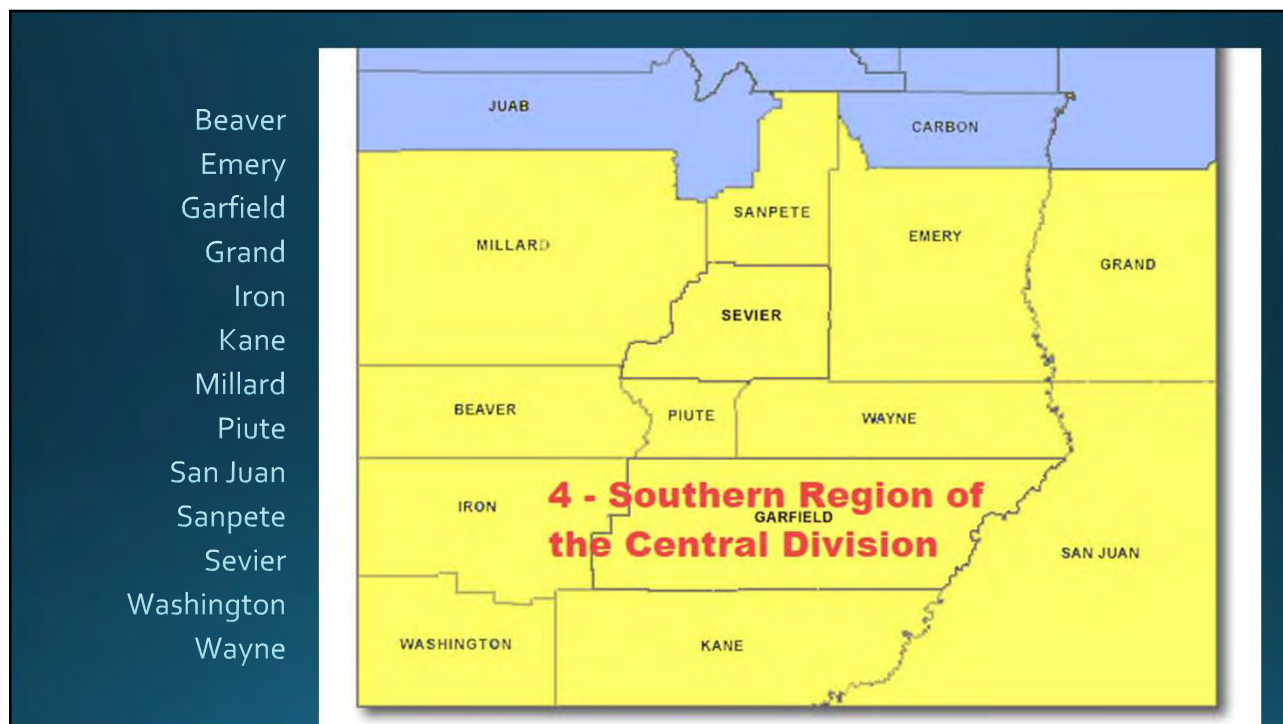 Beaver
Emery
Garfield
Grand
Iron
Kane
Millard
Piute
San Juan
Sanpete
Sevier
Washington
Wayne
JUAB
CARBON
SANPETE
MILLARD
EMERY
GRAND
SEVIER
BEAVER
PIUTE
WAYNE
IRON
4 - Southern Region of
GARFIELD
the Central Division
SAN JUAN
WASHINGTON
KANE